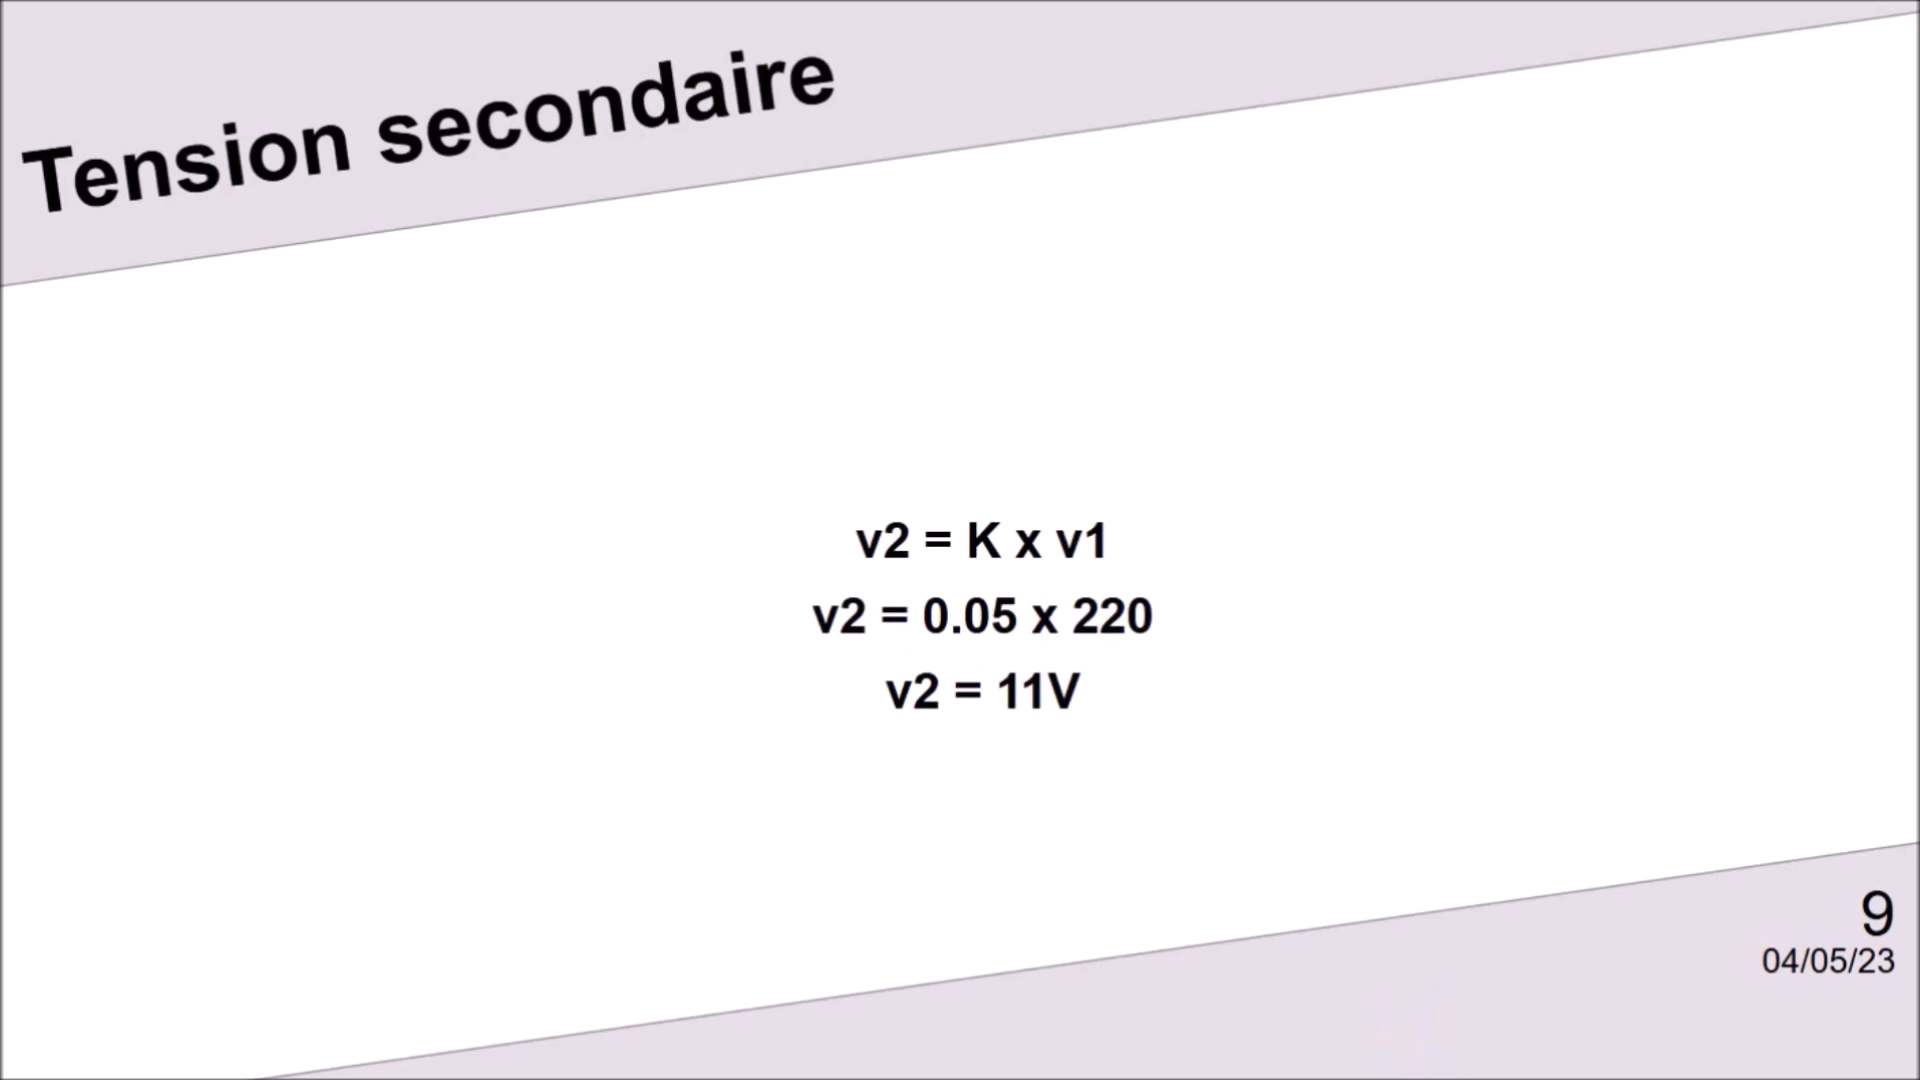 Tension secondaire
v2 = K x v1
v2 = 0.05 x 220
v2 = 11V
9
04/05/23